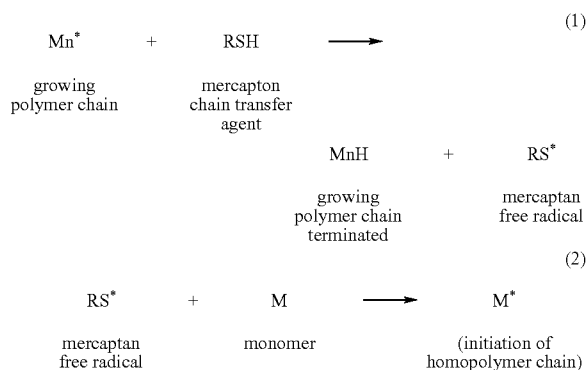 (1)
Mn* + RSH
growing mercapton
polymer chain chain transfer
agent
MnH + RS*
growing mercaptan
polymer chain free radical
terminated
(2)
RS* + M M*
mercaptan monomer (initiation of
free radical homopolymer chain)